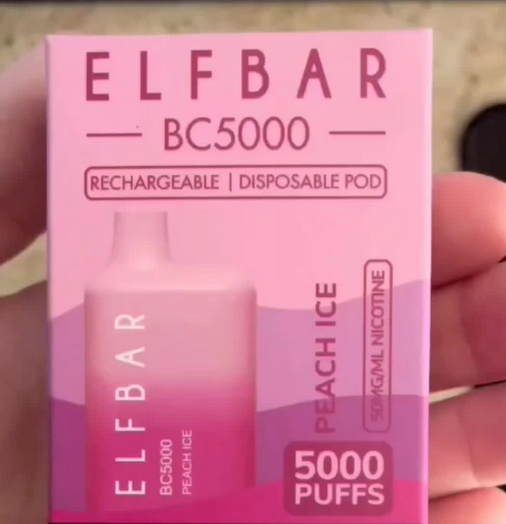 ELFBAR
BC5000
RECHARGEABLE | DISPOSABLE POD
ELFBAR
BC5000
PEACH ICE
PEACH ICE
50MG/ML NICOTINE
5000
PUFFS